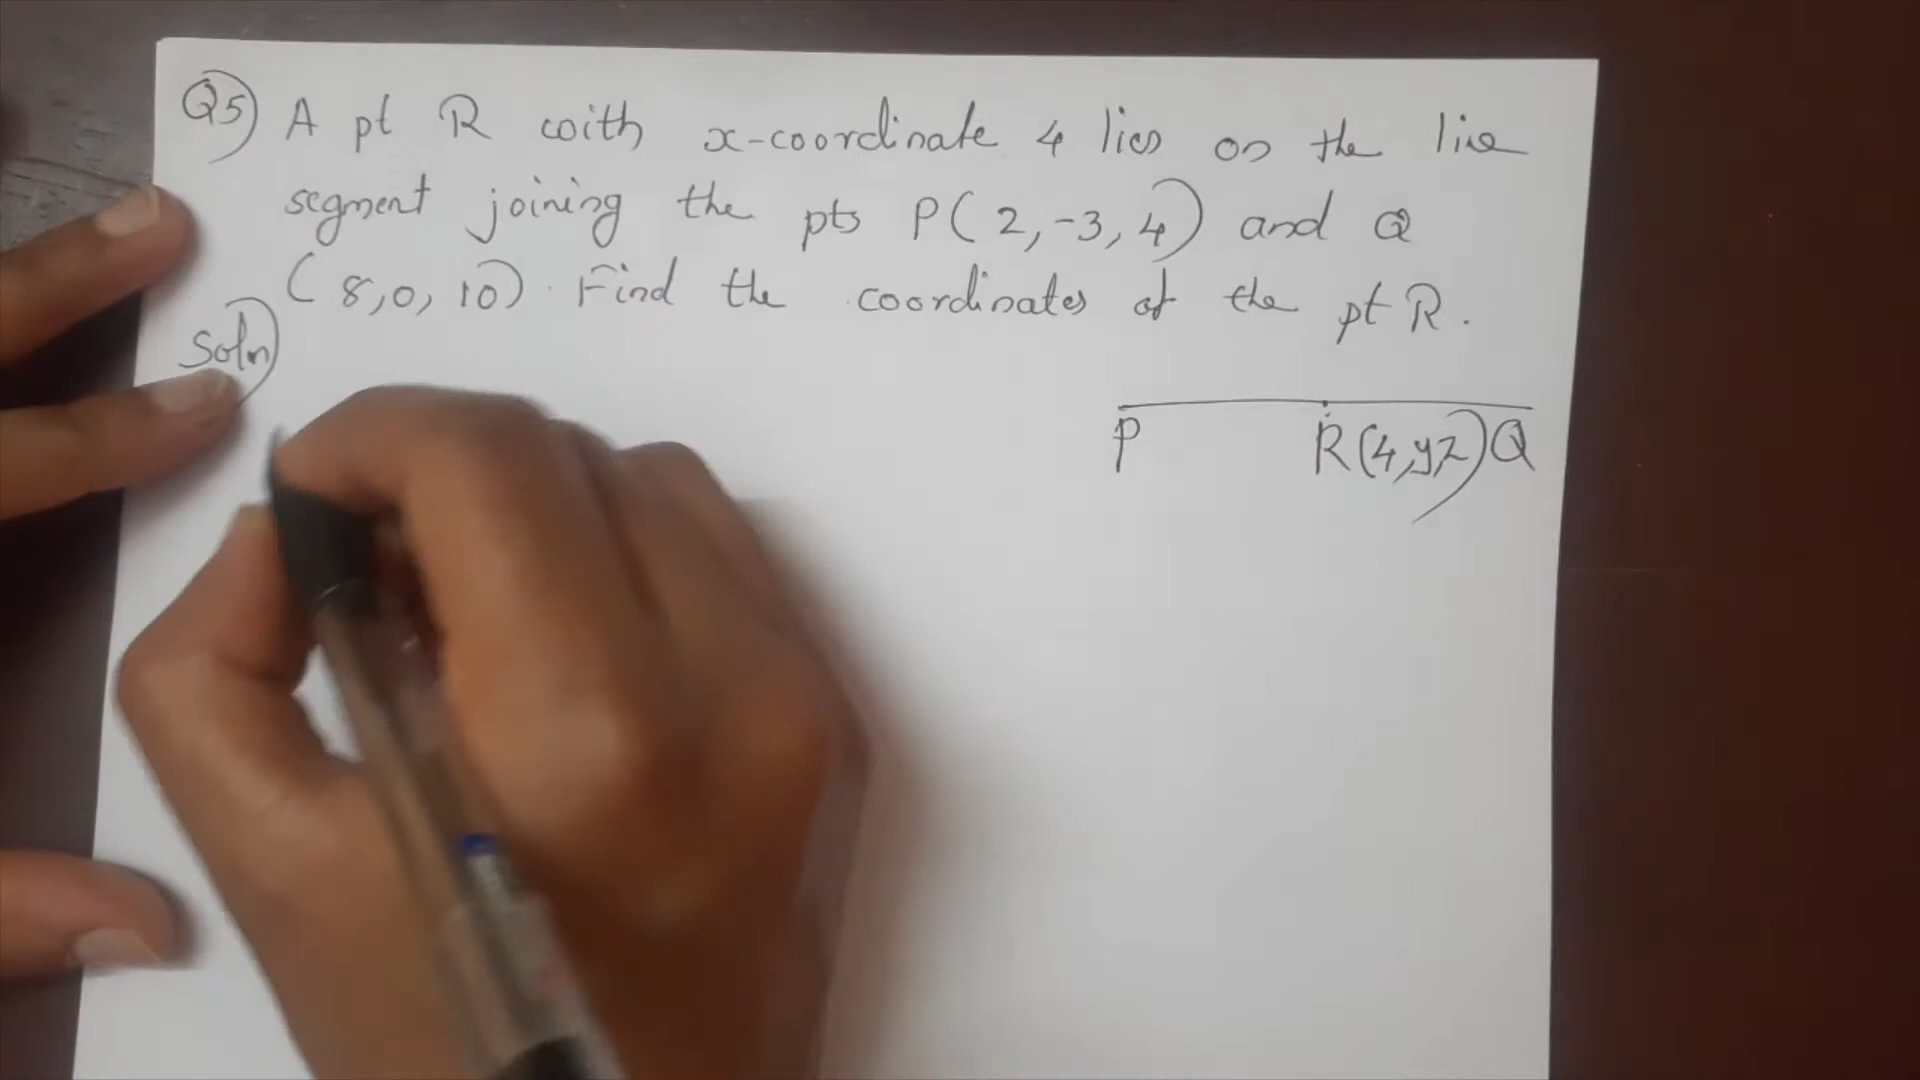 Q5) A pt R with x-coordinate 4 lies on the line
segment joining the pts P(2,-3,4) and Q
(8,0,10). Find the coordinates of the pt R.
Soln)
P R(4,y,z) Q